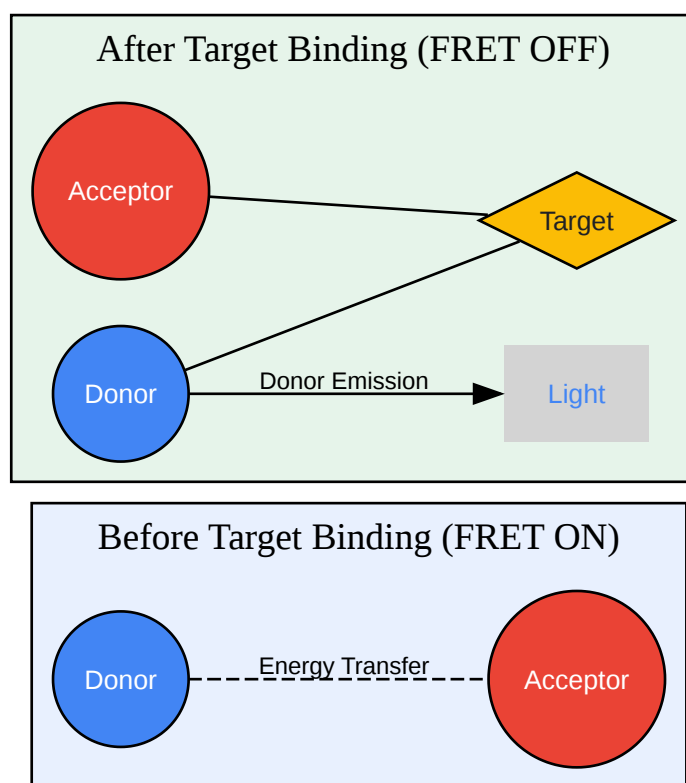 After Target Binding (FRET OFF)
Acceptor
Target
Donor Emission
Donor
Light
Before Target Binding (FRET ON)
Energy Transfer
Donor
Acceptor